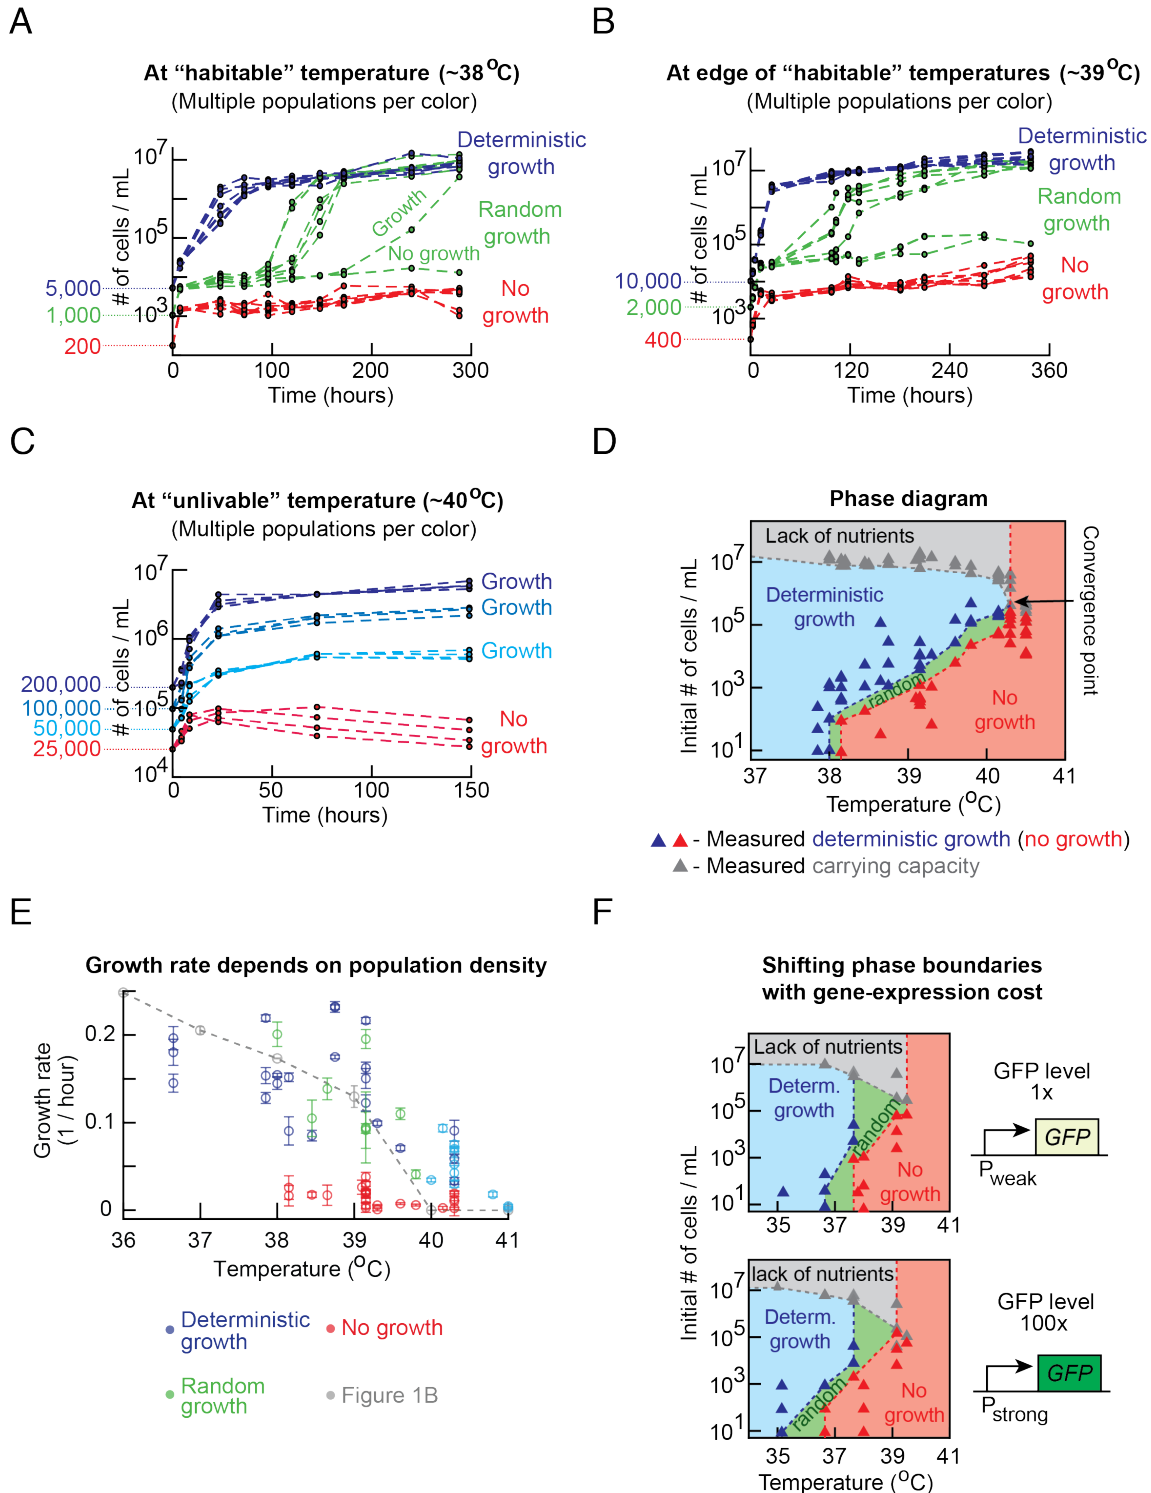 A
At “habitable” temperature (~38°C)
(Multiple populations per color)
# of cells / mL
10^7
10^5
10^3
5,000
1,000
200
Deterministic
growth
Random
growth
Growth
No growth
No
growth
0
100
200
300
Time (hours)
B
At edge of “habitable” temperatures (~39°C)
(Multiple populations per color)
# of cells / mL
10^7
10^5
10^3
10,000
2,000
400
Deterministic
growth
Random
growth
No
growth
0
120
240
360
Time (hours)
C
At “unlivable” temperature (~40°C)
(Multiple populations per color)
# of cells / mL
10^7
10^6
10^5
10^4
200,000
100,000
50,000
25,000
Growth
Growth
Growth
No
growth
0
50
100
150
Time (hours)
D
Phase diagram
Initial # of cells / mL
10^7
10^5
10^3
10^1
Lack of nutrients
Deterministic
growth
random
No
growth
Convergence point
37
38
39
40
41
Temperature (°C)
- Measured deterministic growth (no growth)
- Measured carrying capacity
E
Growth rate depends on population density
Growth rate
(1 / hour)
0.2
0.1
0
36
37
38
39
40
41
Temperature (°C)
Deterministic
growth
No growth
Random
growth
Figure 1B
F
Shifting phase boundaries
with gene-expression cost
Initial # of cells / mL
10^7
10^5
10^3
10^1
Lack of nutrients
Determ.
growth
random
No
growth
35
37
39
41
GFP level
1x
GFP
Pweak
10^7
10^5
10^3
10^1
lack of nutrients
Determ.
growth
random
No
growth
35
37
39
41
Temperature (°C)
GFP level
100x
GFP
Pstrong